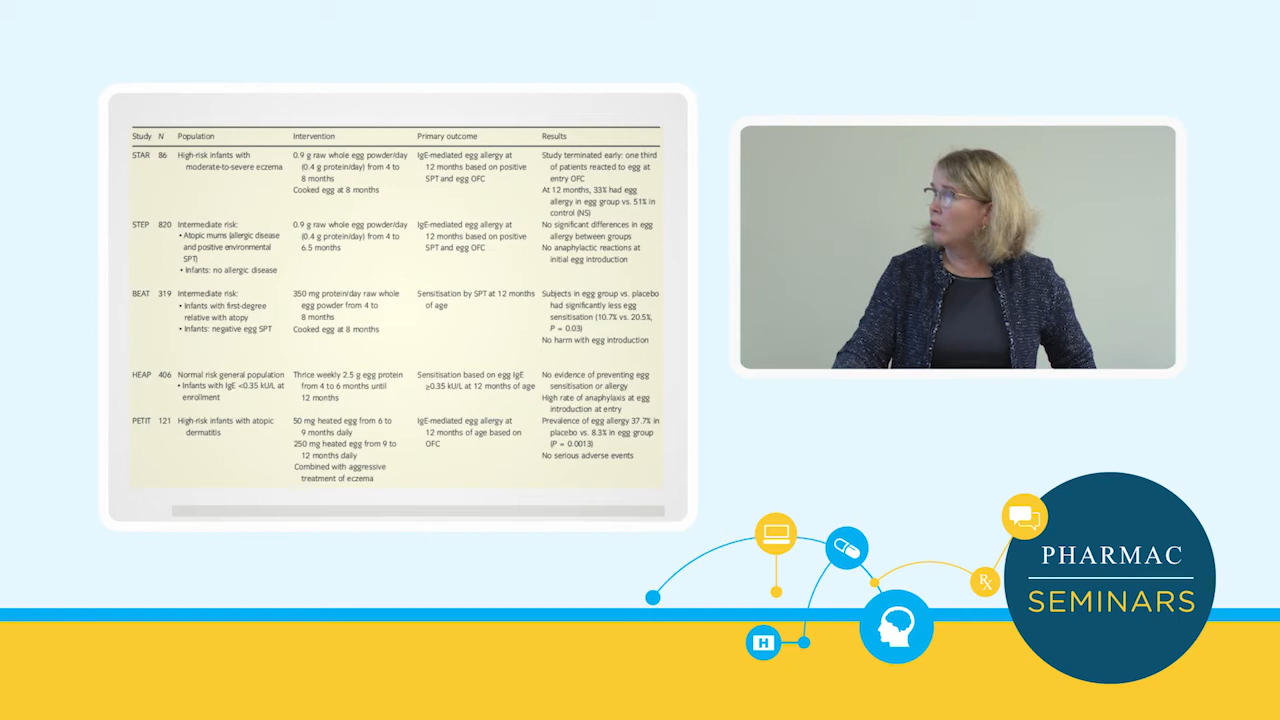 Study N Population Intervention Primary outcome Results
STAR 86 High-risk infants with 0.9 g raw whole egg powder/day IgE-mediated egg allergy at Study terminated early: one third
moderate-to-severe eczema (0.4 g protein/day) from 4 to 12 months based on positive of patients reacted to egg at
8 months SPT and egg OFC entry OFC
Cooked egg at 8 months At 12 months, 33% had egg
allergy in egg group vs. 51% in
control (NS)
STEP 820 Intermediate risk: 0.9 g raw whole egg powder/day IgE-mediated egg allergy at No significant differences in egg
• Atopic mums (allergic disease (0.4 g protein/day) from 4 to 12 months based on positive allergy between groups
and positive environmental 6.5 months SPT and egg OFC No anaphylactic reactions at
SPT) initial egg introduction
• Infants: no allergic disease
BEAT 319 Intermediate risk: 350 mg protein/day raw whole Sensitisation by SPT at 12 months Subjects in egg group vs. placebo
• Infants with first-degree egg powder from 4 to of age had significantly less egg
relative with atopy 8 months sensitisation (10.7% vs. 20.5%,
• Infants: negative egg SPT Cooked egg at 8 months P = 0.03)
No harm with egg introduction
HEAP 406 Normal risk general population Thrice weekly 2.5 g egg protein Sensitisation based on egg IgE No evidence of preventing egg
• Infants with IgE <0.35 kU/L at from 4 to 6 months until ≥0.35 kU/L at 12 months of age sensitisation or allergy
enrollment 12 months High rate of anaphylaxis at egg
introduction at entry
PETIT 121 High-risk infants with atopic 50 mg heated egg from 6 to IgE-mediated egg allergy at Prevalence of egg allergy 37.7% in
dermatitis 9 months daily 12 months of age based on placebo vs. 8.3% in egg group
250 mg heated egg from 9 to OFC (P = 0.0013)
12 months daily No serious adverse events
Combined with aggressive
treatment of eczema
PHARMAC
SEMINARS
Rx
H